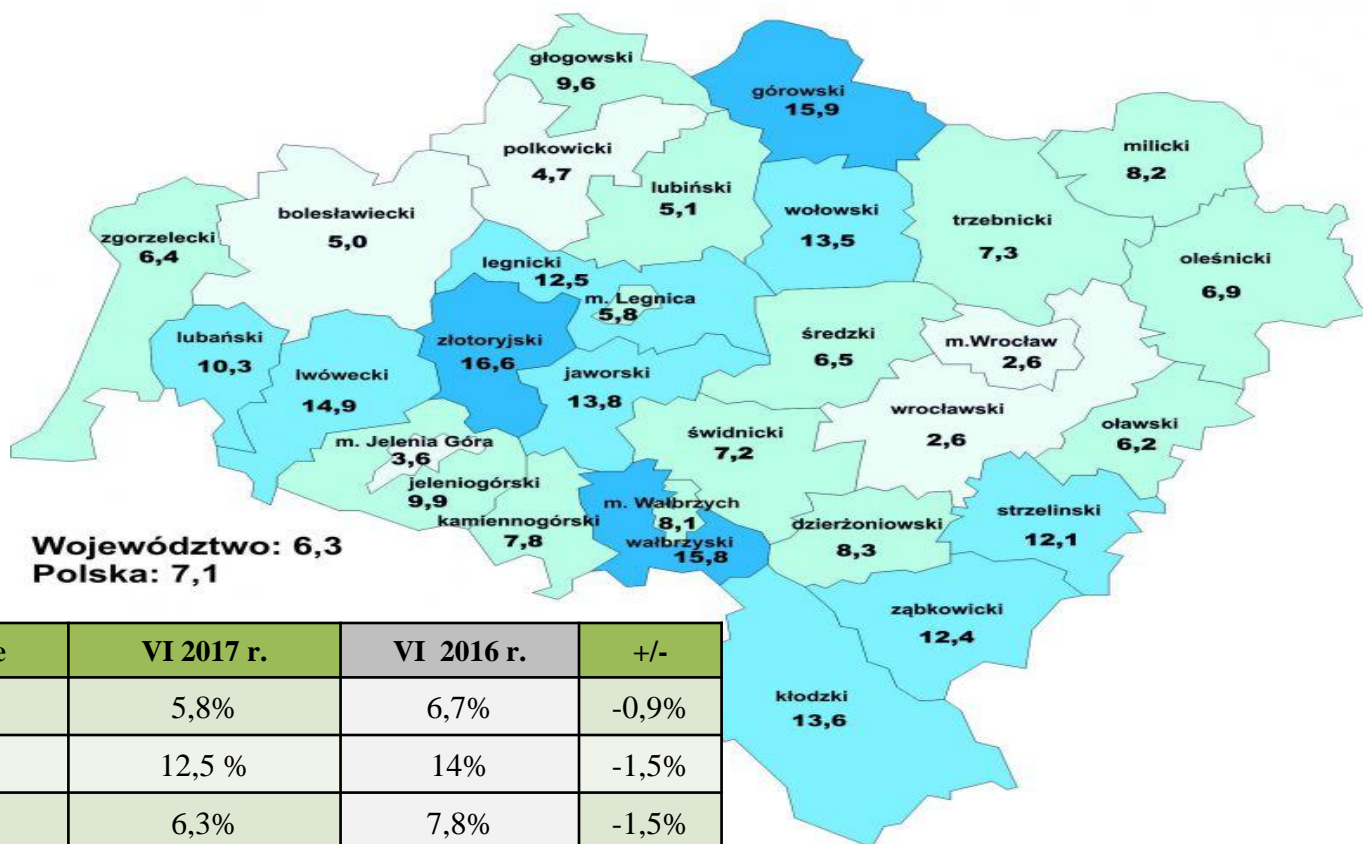 głogowski
9,6
górowski
15,9
polkowicki
4,7
milicki
8,2
lubiński
5,1
bolesławiecki
5,0
wołowski
13,5
trzebnicki
7,3
zgorzelecki
6,4
oleśnicki
6,9
legnicki
12,5
m. Legnica
5,8
lubański
10,3
złotoryjski
16,6
średzki
6,5
m.Wrocław
2,6
lwówecki
14,9
jaworski
13,8
wrocławski
2,6
oławski
6,2
m. Jelenia Góra
3,6
świdnicki
7,2
jeleniogórski
9,9
m. Wałbrzych
8,1
kamiennogórski
7,8
wałbrzyski
15,8
dzierżoniowski
8,3
strzelinski
12,1
Województwo: 6,3
Polska: 7,1
ząbkowicki
12,4
kłodzki
13,6
e VI 2017 r. VI 2016 r. +/-
5,8% 6,7% -0,9%
12,5 % 14% -1,5%
6,3% 7,8% -1,5%